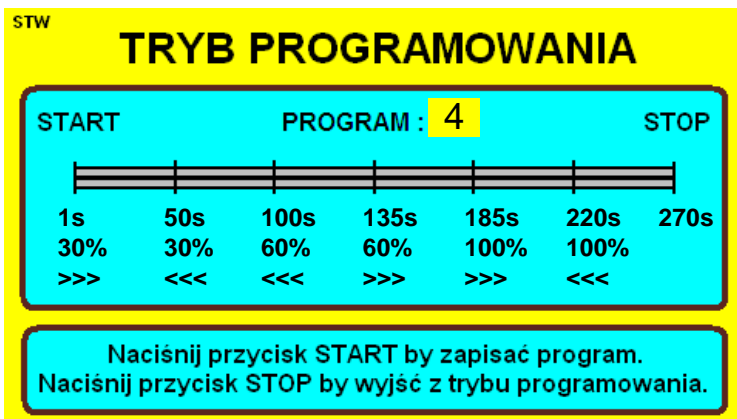 STW
TRYB PROGRAMOWANIA
START PROGRAM : 4 STOP
1s 50s 100s 135s 185s 220s 270s
30% 30% 60% 60% 100% 100%
>>> <<< <<< >>> >>> <<<
Naciśnij przycisk START by zapisać program.
Naciśnij przycisk STOP by wyjść z trybu programowania.